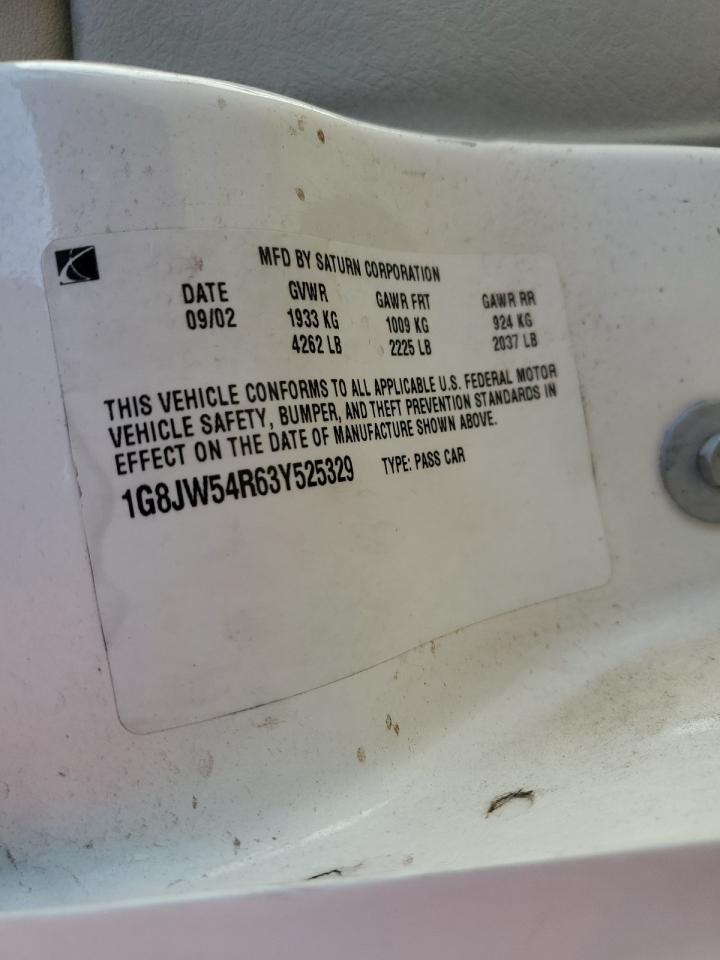 MFD BY SATURN CORPORATION
DATE GVWR GAWR FRT GAWR RR
09/02 1933 KG 1009 KG 924 KG
4262 LB 2225 LB 2037 LB
THIS VEHICLE CONFORMS TO ALL APPLICABLE U.S. FEDERAL MOTOR
VEHICLE SAFETY, BUMPER, AND THEFT PREVENTION STANDARDS IN
EFFECT ON THE DATE OF MANUFACTURE SHOWN ABOVE.
1G8JW54R63Y525329 TYPE: PASS CAR